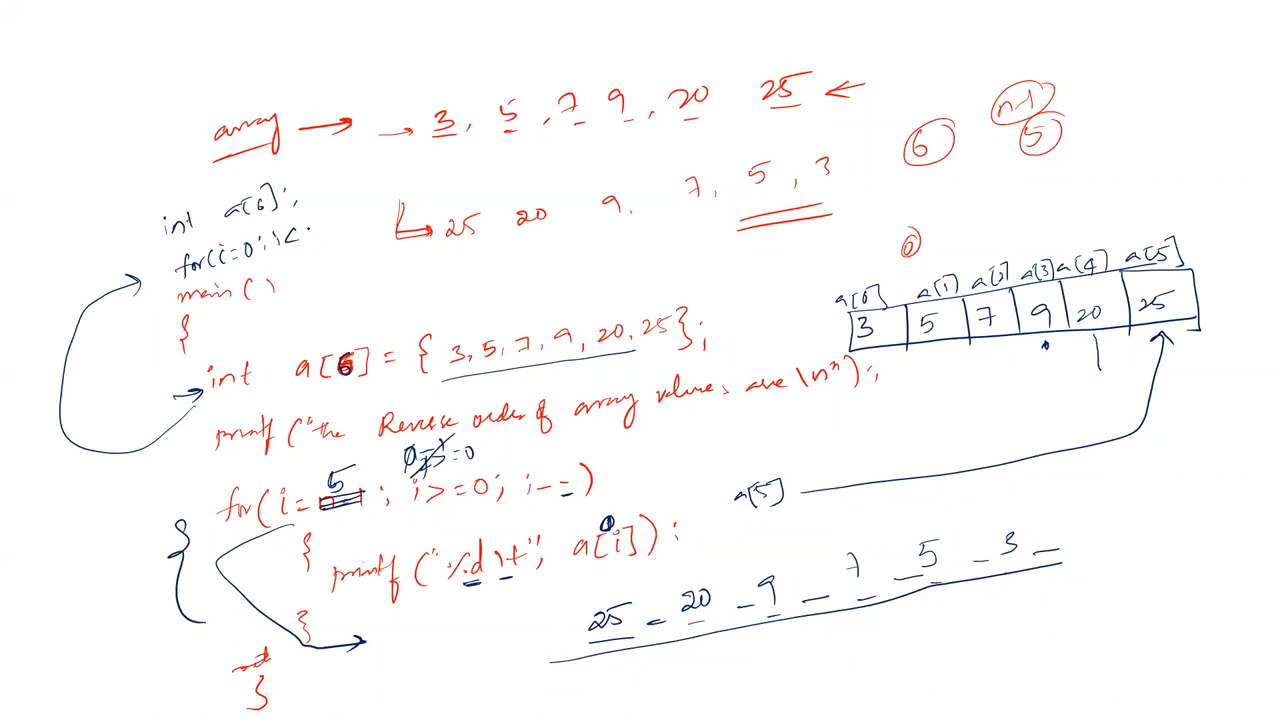 array → → 3, 5, 7 9, 20 25 ←
6
n-1
5
25 20 9, 7, 5, 3
int a[6];
for(i=0; i<
main ( )
{
0
a[0] a[1] a[2] a[3] a[4] a[5]
3 5 7 9 20 25
int a[6] = { 3, 5, 7, 9, 20, 25};
printf ("the Reverse order of array values are \n");
5
for(i= ; i>=0; i--)
a[5]
{
{
printf ("%d\t", a[i]);
}
25 - 20 - 9 - 7 - 5 - 3 -
}